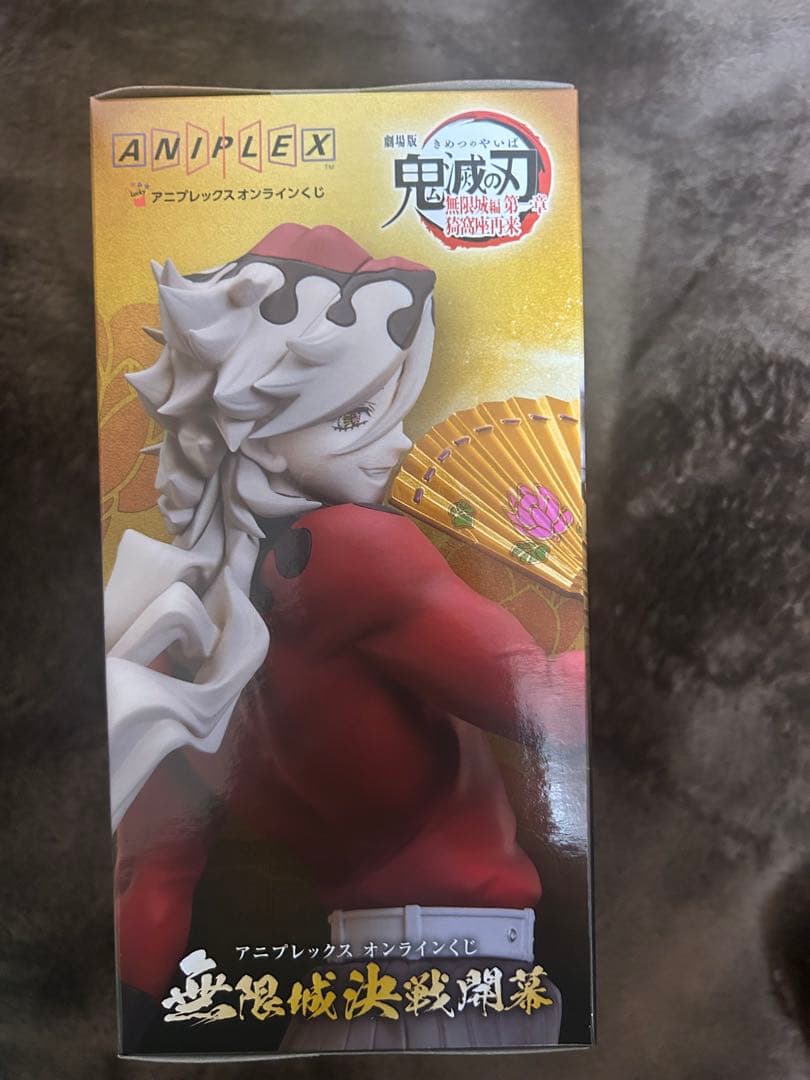 ANIPLEX™
lucky
アニプレックス オンラインくじ
劇場版
きめつのやいば
鬼滅の刃
無限城編 第一章
猗窩座再来
アニプレックス オンラインくじ
無限城決戦開幕